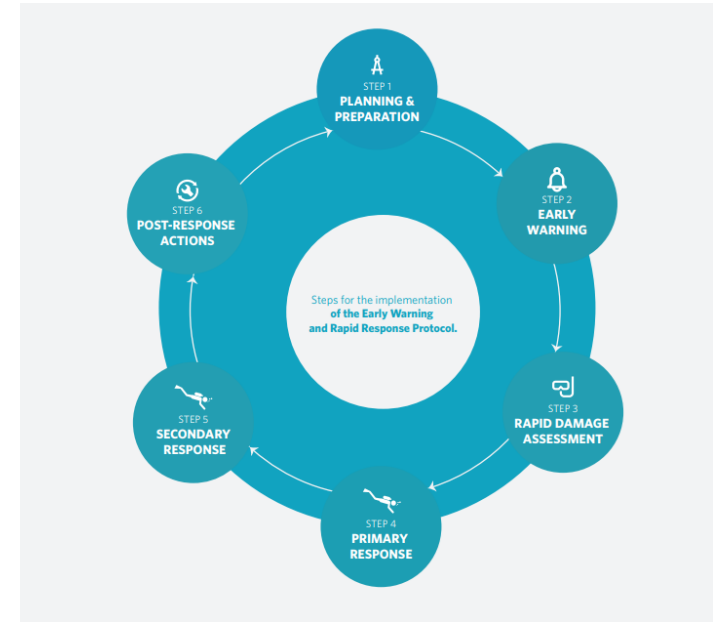 STEP 1
PLANNING &
PREPARATION
STEP 2
EARLY
WARNING
STEP 3
RAPID DAMAGE
ASSESSMENT
STEP 4
PRIMARY
RESPONSE
STEP 5
SECONDARY
RESPONSE
STEP 6
POST-RESPONSE
ACTIONS
Steps for the implementation
of the Early Warning
and Rapid Response Protocol.